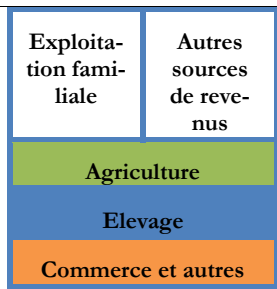 Exploita-
tion fami-
liale
Autres
sources
de reve-
nus
Agriculture
Elevage
Commerce et autres